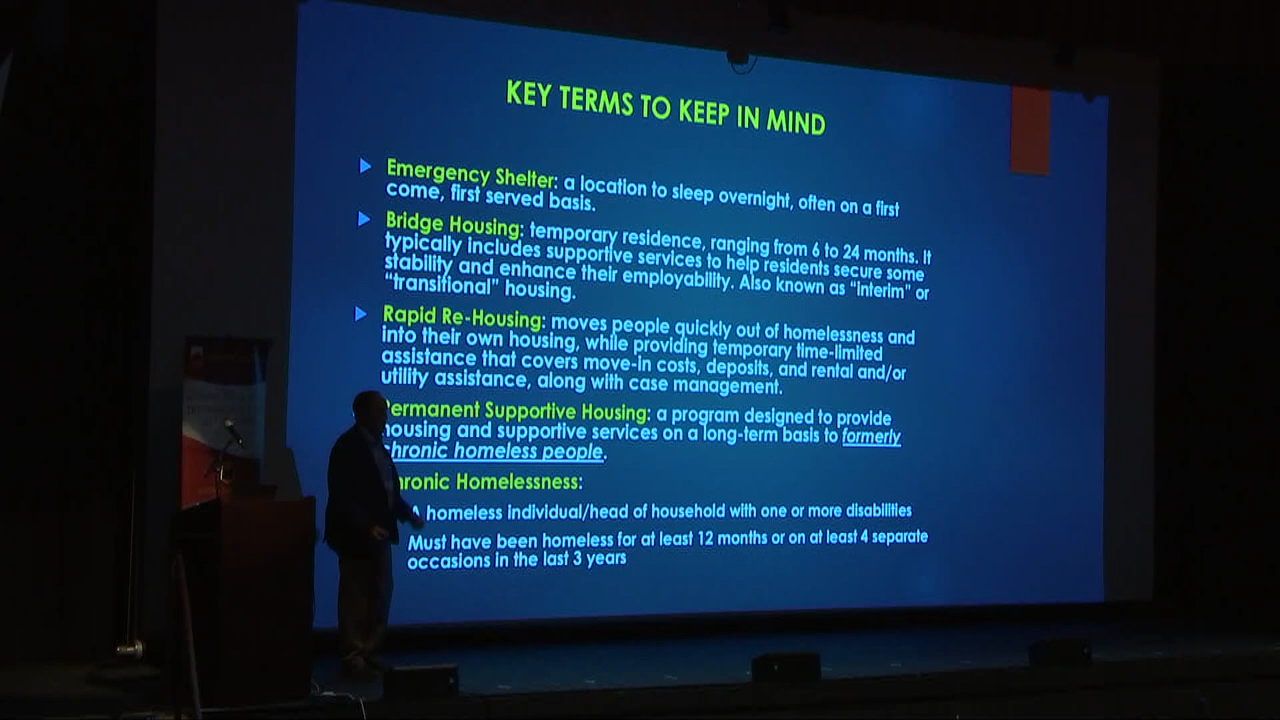 KEY TERMS TO KEEP IN MIND
Emergency Shelter: a location to sleep overnight, often on a first
come, first served basis.
Bridge Housing: temporary residence, ranging from 6 to 24 months. It
typically includes supportive services to help residents secure some
stability and enhance their employability. Also known as "interim" or
"transitional" housing.
Rapid Re-Housing: moves people quickly out of homelessness and
into their own housing, while providing temporary time-limited
assistance that covers move-in costs, deposits, and rental and/or
utility assistance, along with case management.
Permanent Supportive Housing: a program designed to provide
housing and supportive services on a long-term basis to formerly
chronic homeless people.
hronic Homelessness:
A homeless individual/head of household with one or more disabilities
Must have been homeless for at least 12 months or on at least 4 separate
occasions in the last 3 years